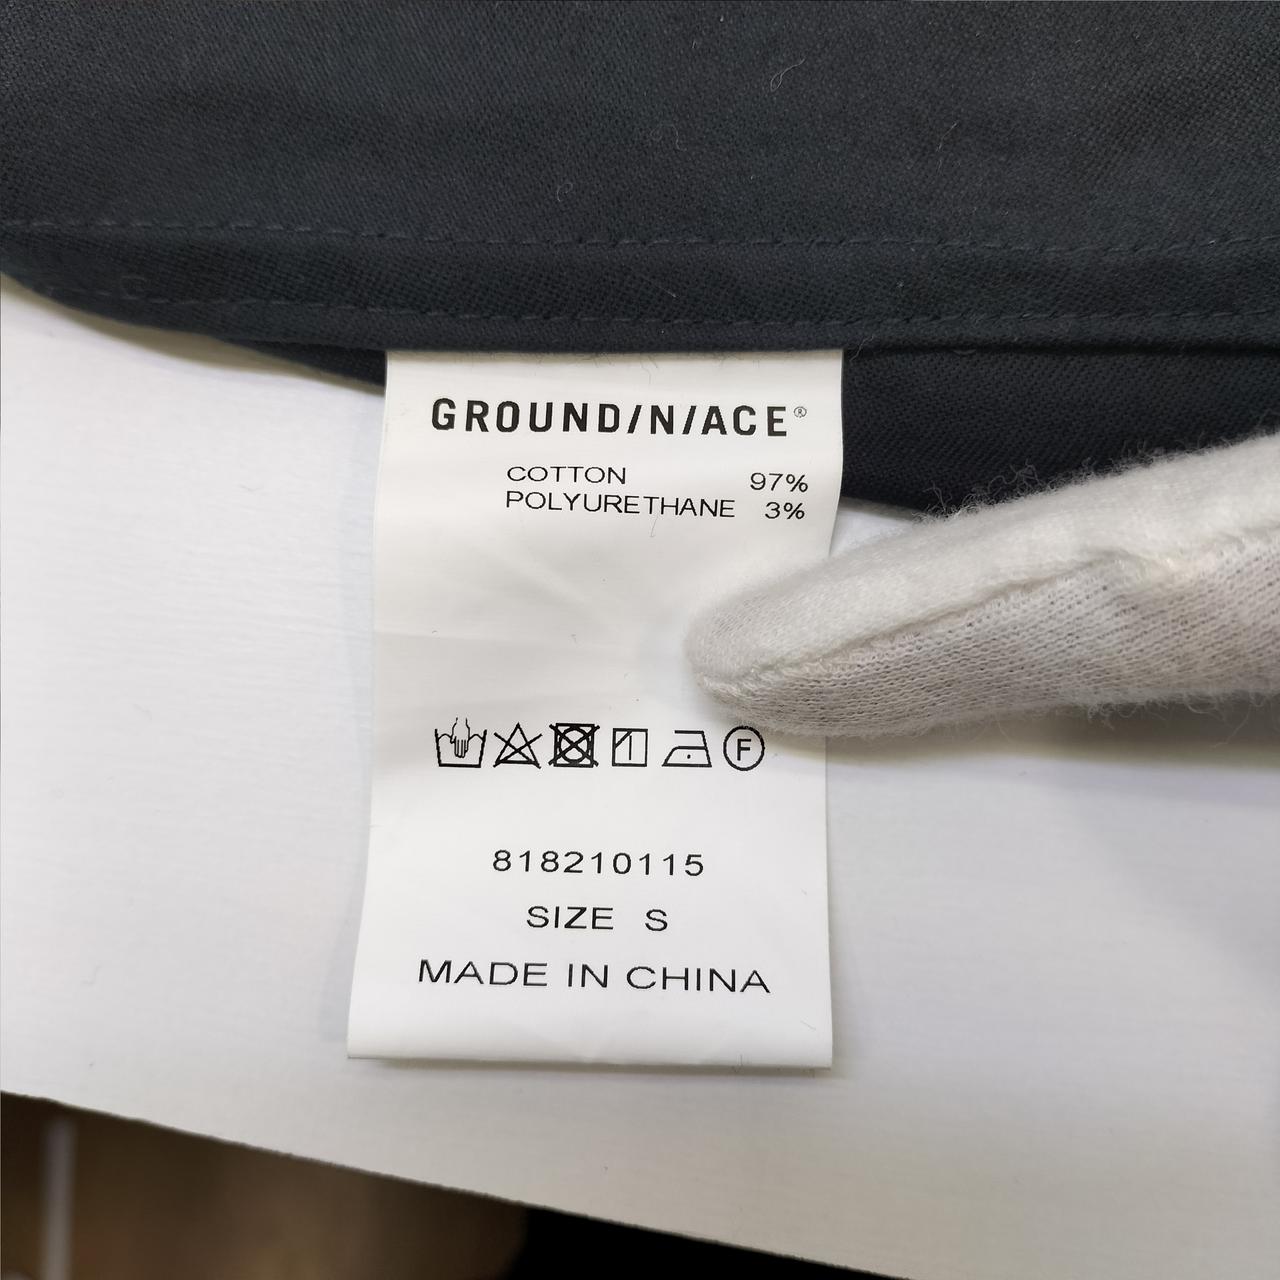 GROUND/N/ACE®
COTTON 97%
POLYURETHANE 3%
F
818210115
SIZE S
MADE IN CHINA